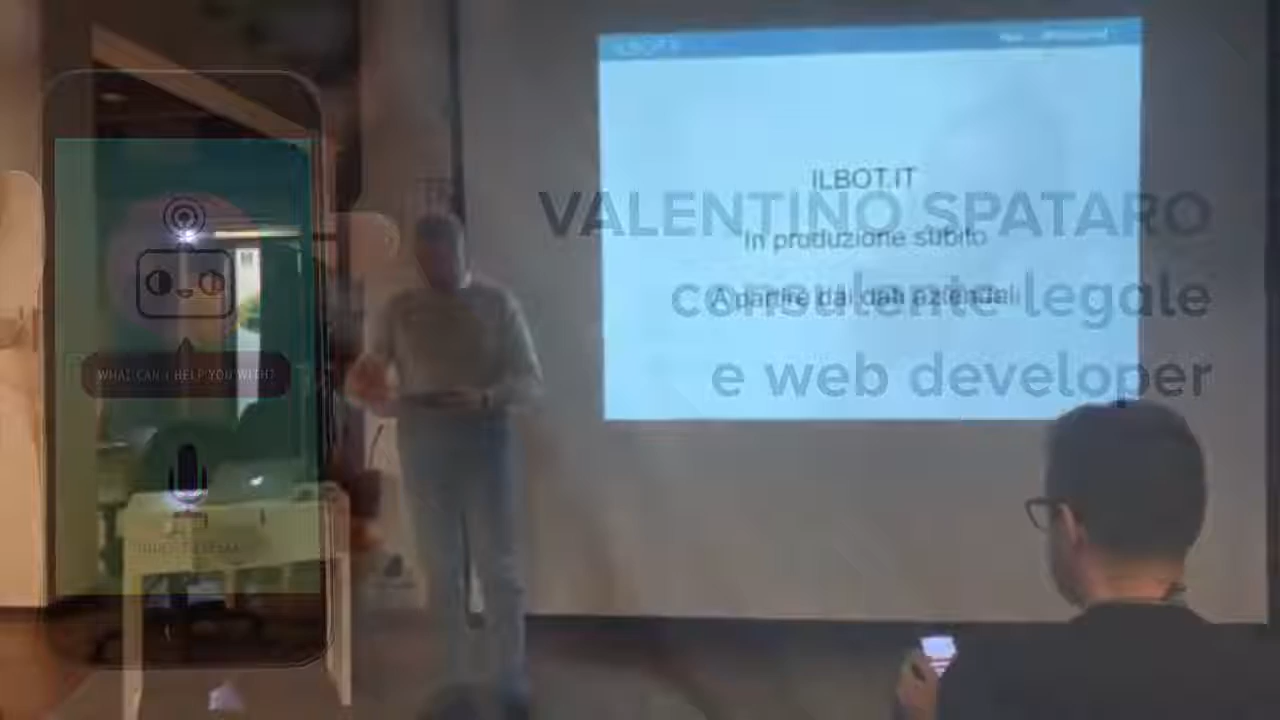 WHAT CAN I HELP YOU WITH?
ILBOT.IT
In produzione subito
A partire dai dati aziendali
VALENTINO SPATARO
consulente legale
e web developer